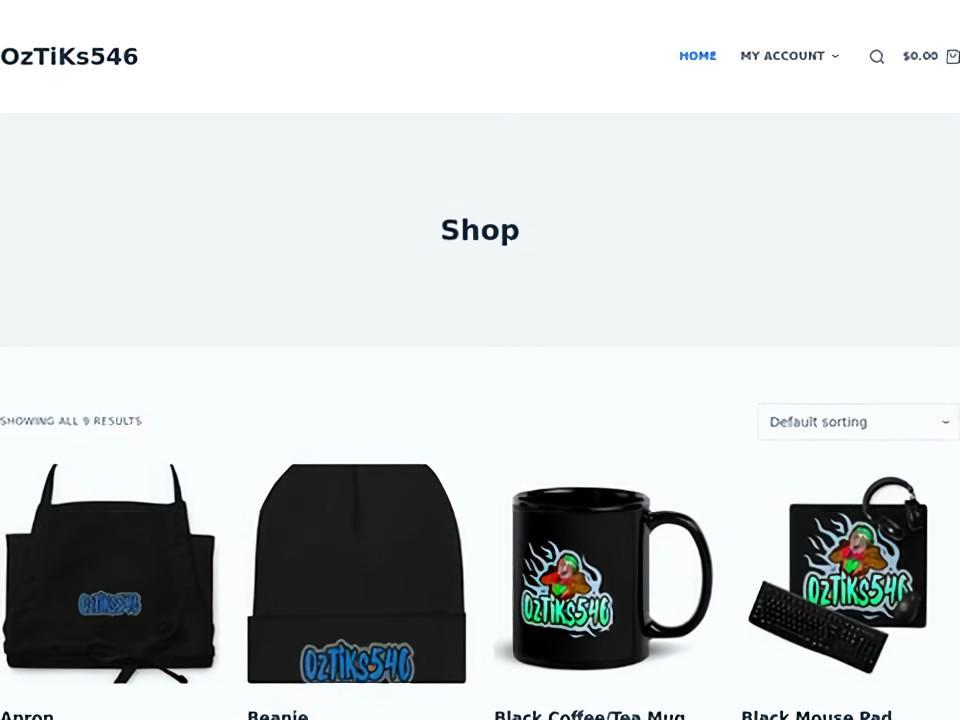 OzTiKs546
HOME
MY ACCOUNT
$0.00
Shop
SHOWING ALL 9 RESULTS
Default sorting
OzTiKs546
OzTiKs546
OzTiKs546
OzTiKs546
Apron
Beanie
Black Coffee/Tea Mug
Black Mouse Pad